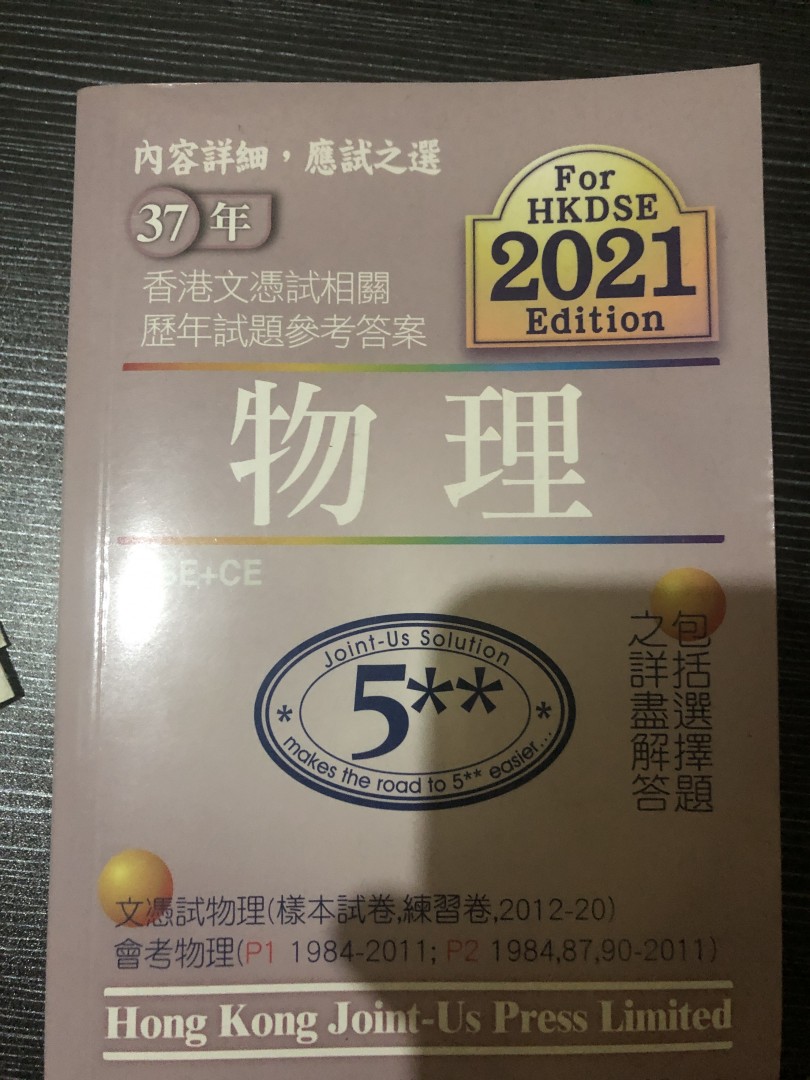 內容詳細，應試之選
37年
香港文憑試相關
歷年試題參考答案
For
HKDSE
2021
Edition
物理
E+CE
Joint-Us Solution
5**
makes the road to 5** easier...
包括選擇題
之詳盡解答
文憑試物理(樣本試卷,練習卷,2012-20)
會考物理(P1 1984-2011; P2 1984,87,90-2011)
Hong Kong Joint-Us Press Limited